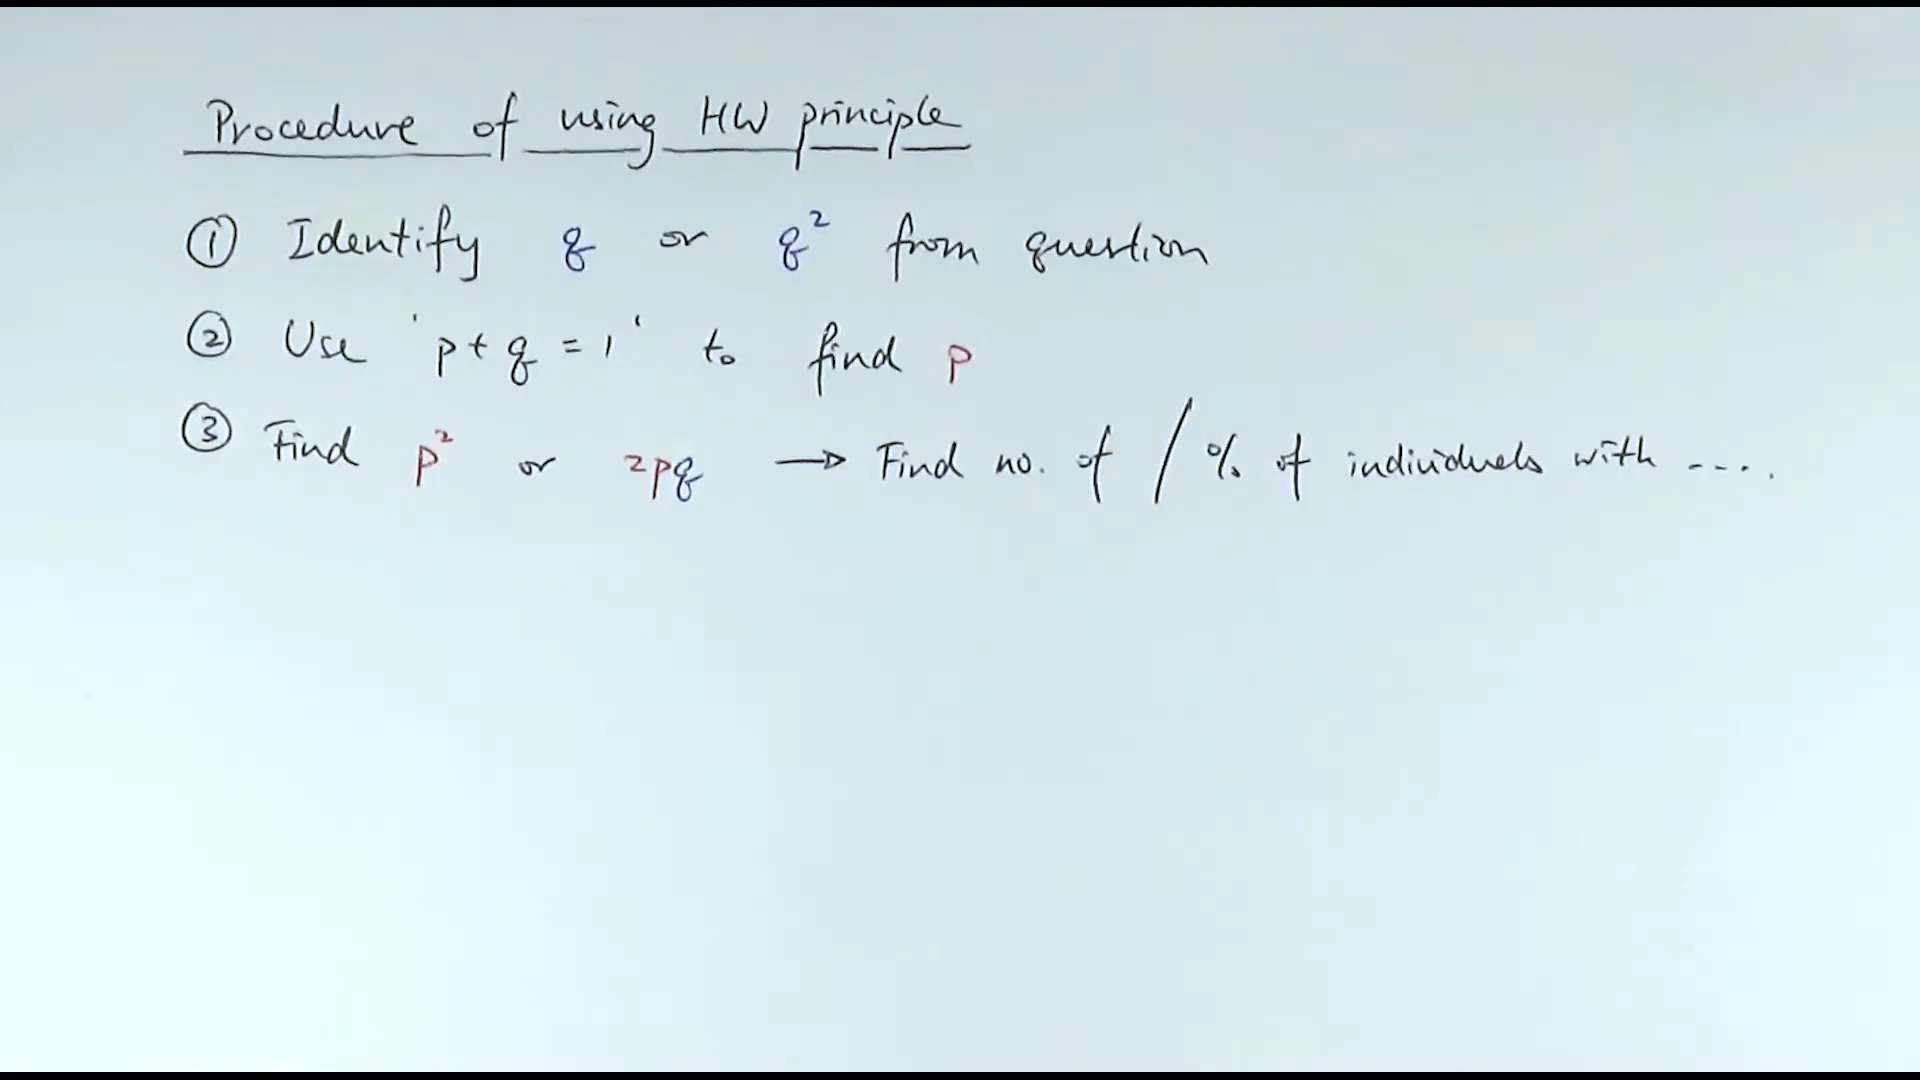 Procedure of using HW principle
① Identify q or q² from question
② Use 'p + q = 1' to find p
③ Find p² or 2pq → Find no. of / % of individuals with ....